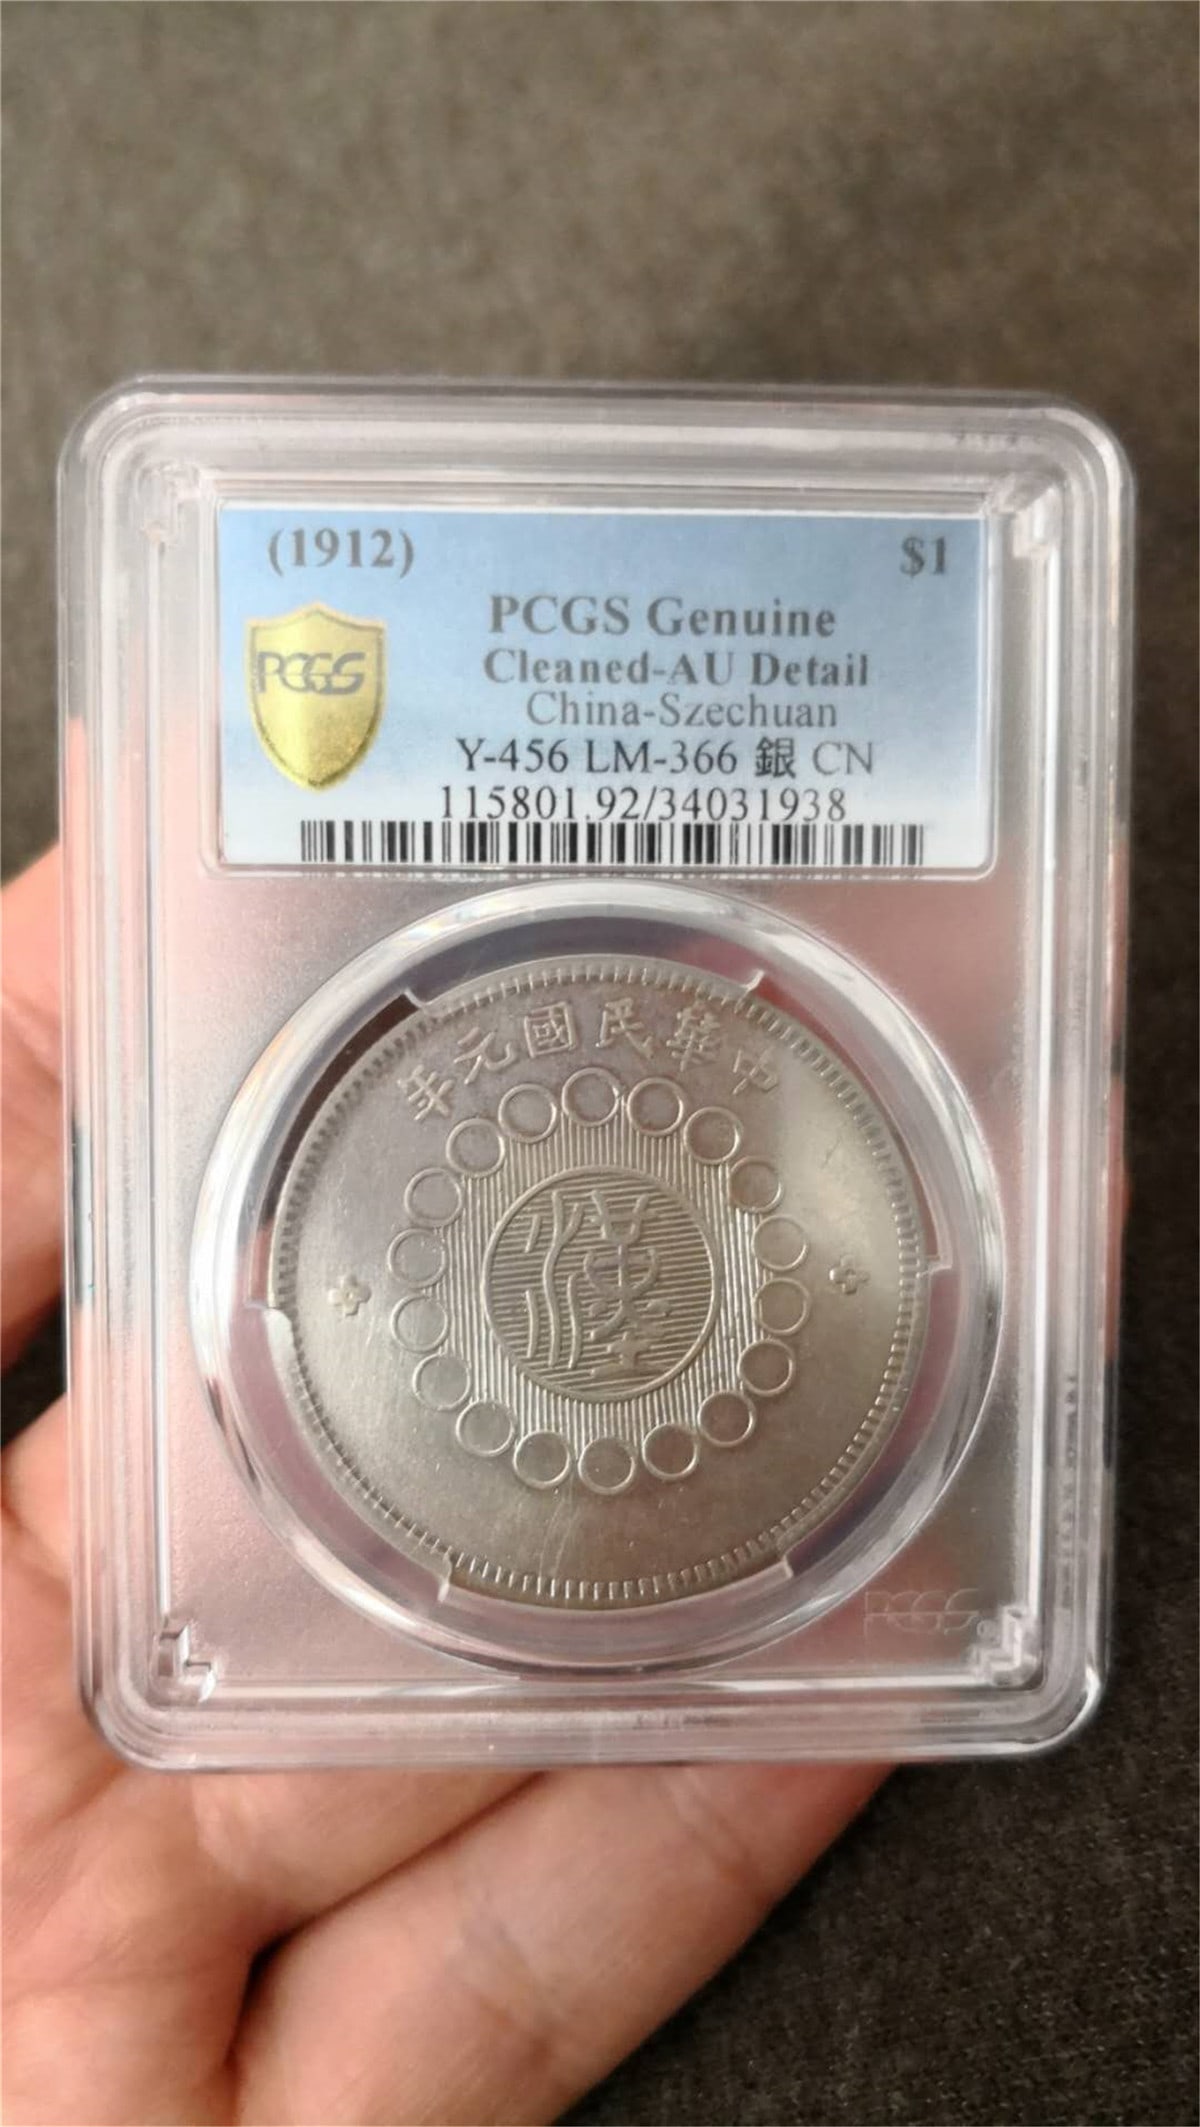 (1912) $1
PCGS Genuine
PCGS
Cleaned-AU Detail
China-Szechuan
Y-456 LM-366 銀 CN
115801.92/34031938
年元國民華中
漢
PCGS